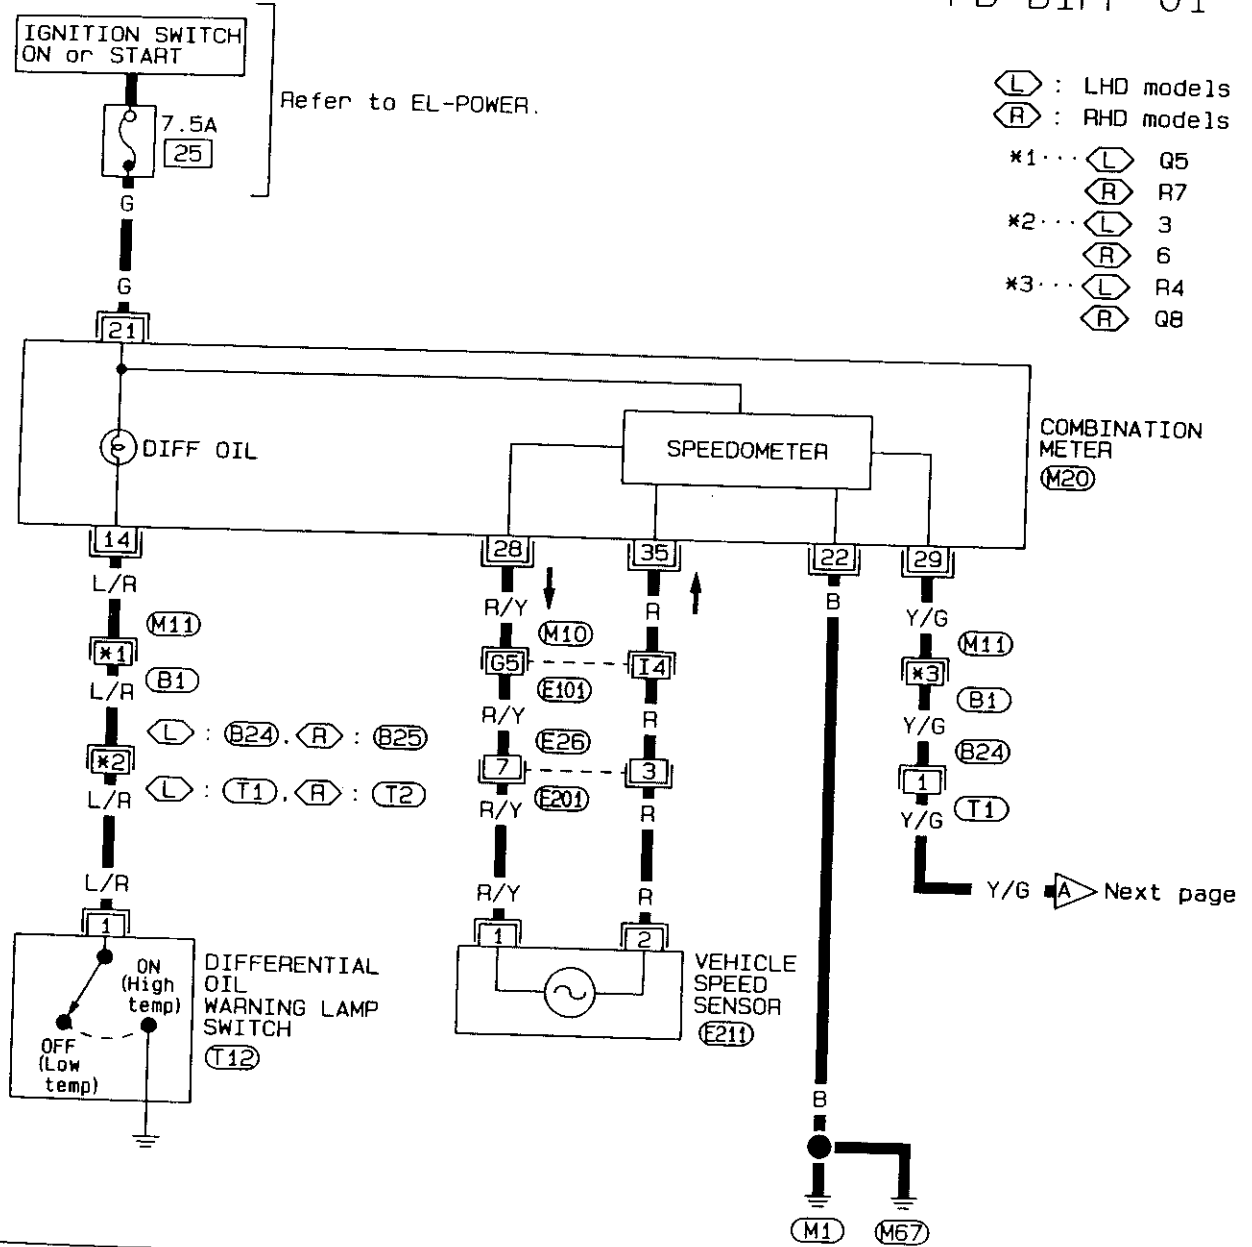 IGNITION SWITCH
ON or START
Refer to EL-POWER.
7.5A
25
L : LHD models
R : RHD models
*1... L Q5
R R7
*2... L 3
R 6
*3... L R4
R Q8
G
G
21
DIFF OIL
SPEEDOMETER
COMBINATION
METER
M20
14
28
35
22
29
L/R
R/Y
R
B
Y/G
M11
M10
M11
*1
G5
I4
*3
B1
E101
B1
L/R
R/Y
R
Y/G
L : B24. R : B25
E26
B24
*2
7
3
1
L : T1. R : T2
E201
T1
L/R
R/Y
R
Y/G
L/R
R/Y
R
Y/G
A
Next page
1
1
2
ON
(High
temp)
OFF
(Low
temp)
DIFFERENTIAL
OIL
WARNING LAMP
SWITCH
T12
VEHICLE
SPEED
SENSOR
E211
B
M1
M67